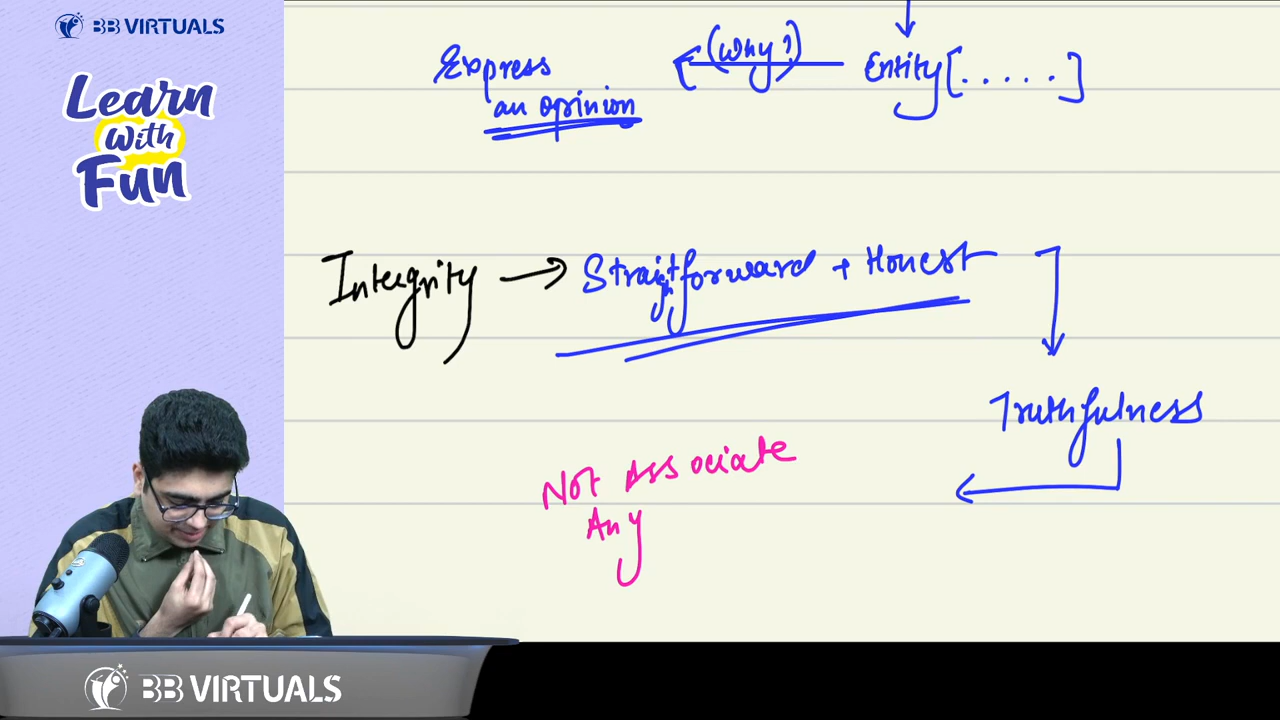 BB VIRTUALS
Learn
with
Fun
(Why?)
Express
an opinion
Entity [.....]
Integrity → Straightforward + Honest
Truthfulness
Not Associate
Any
BB VIRTUALS